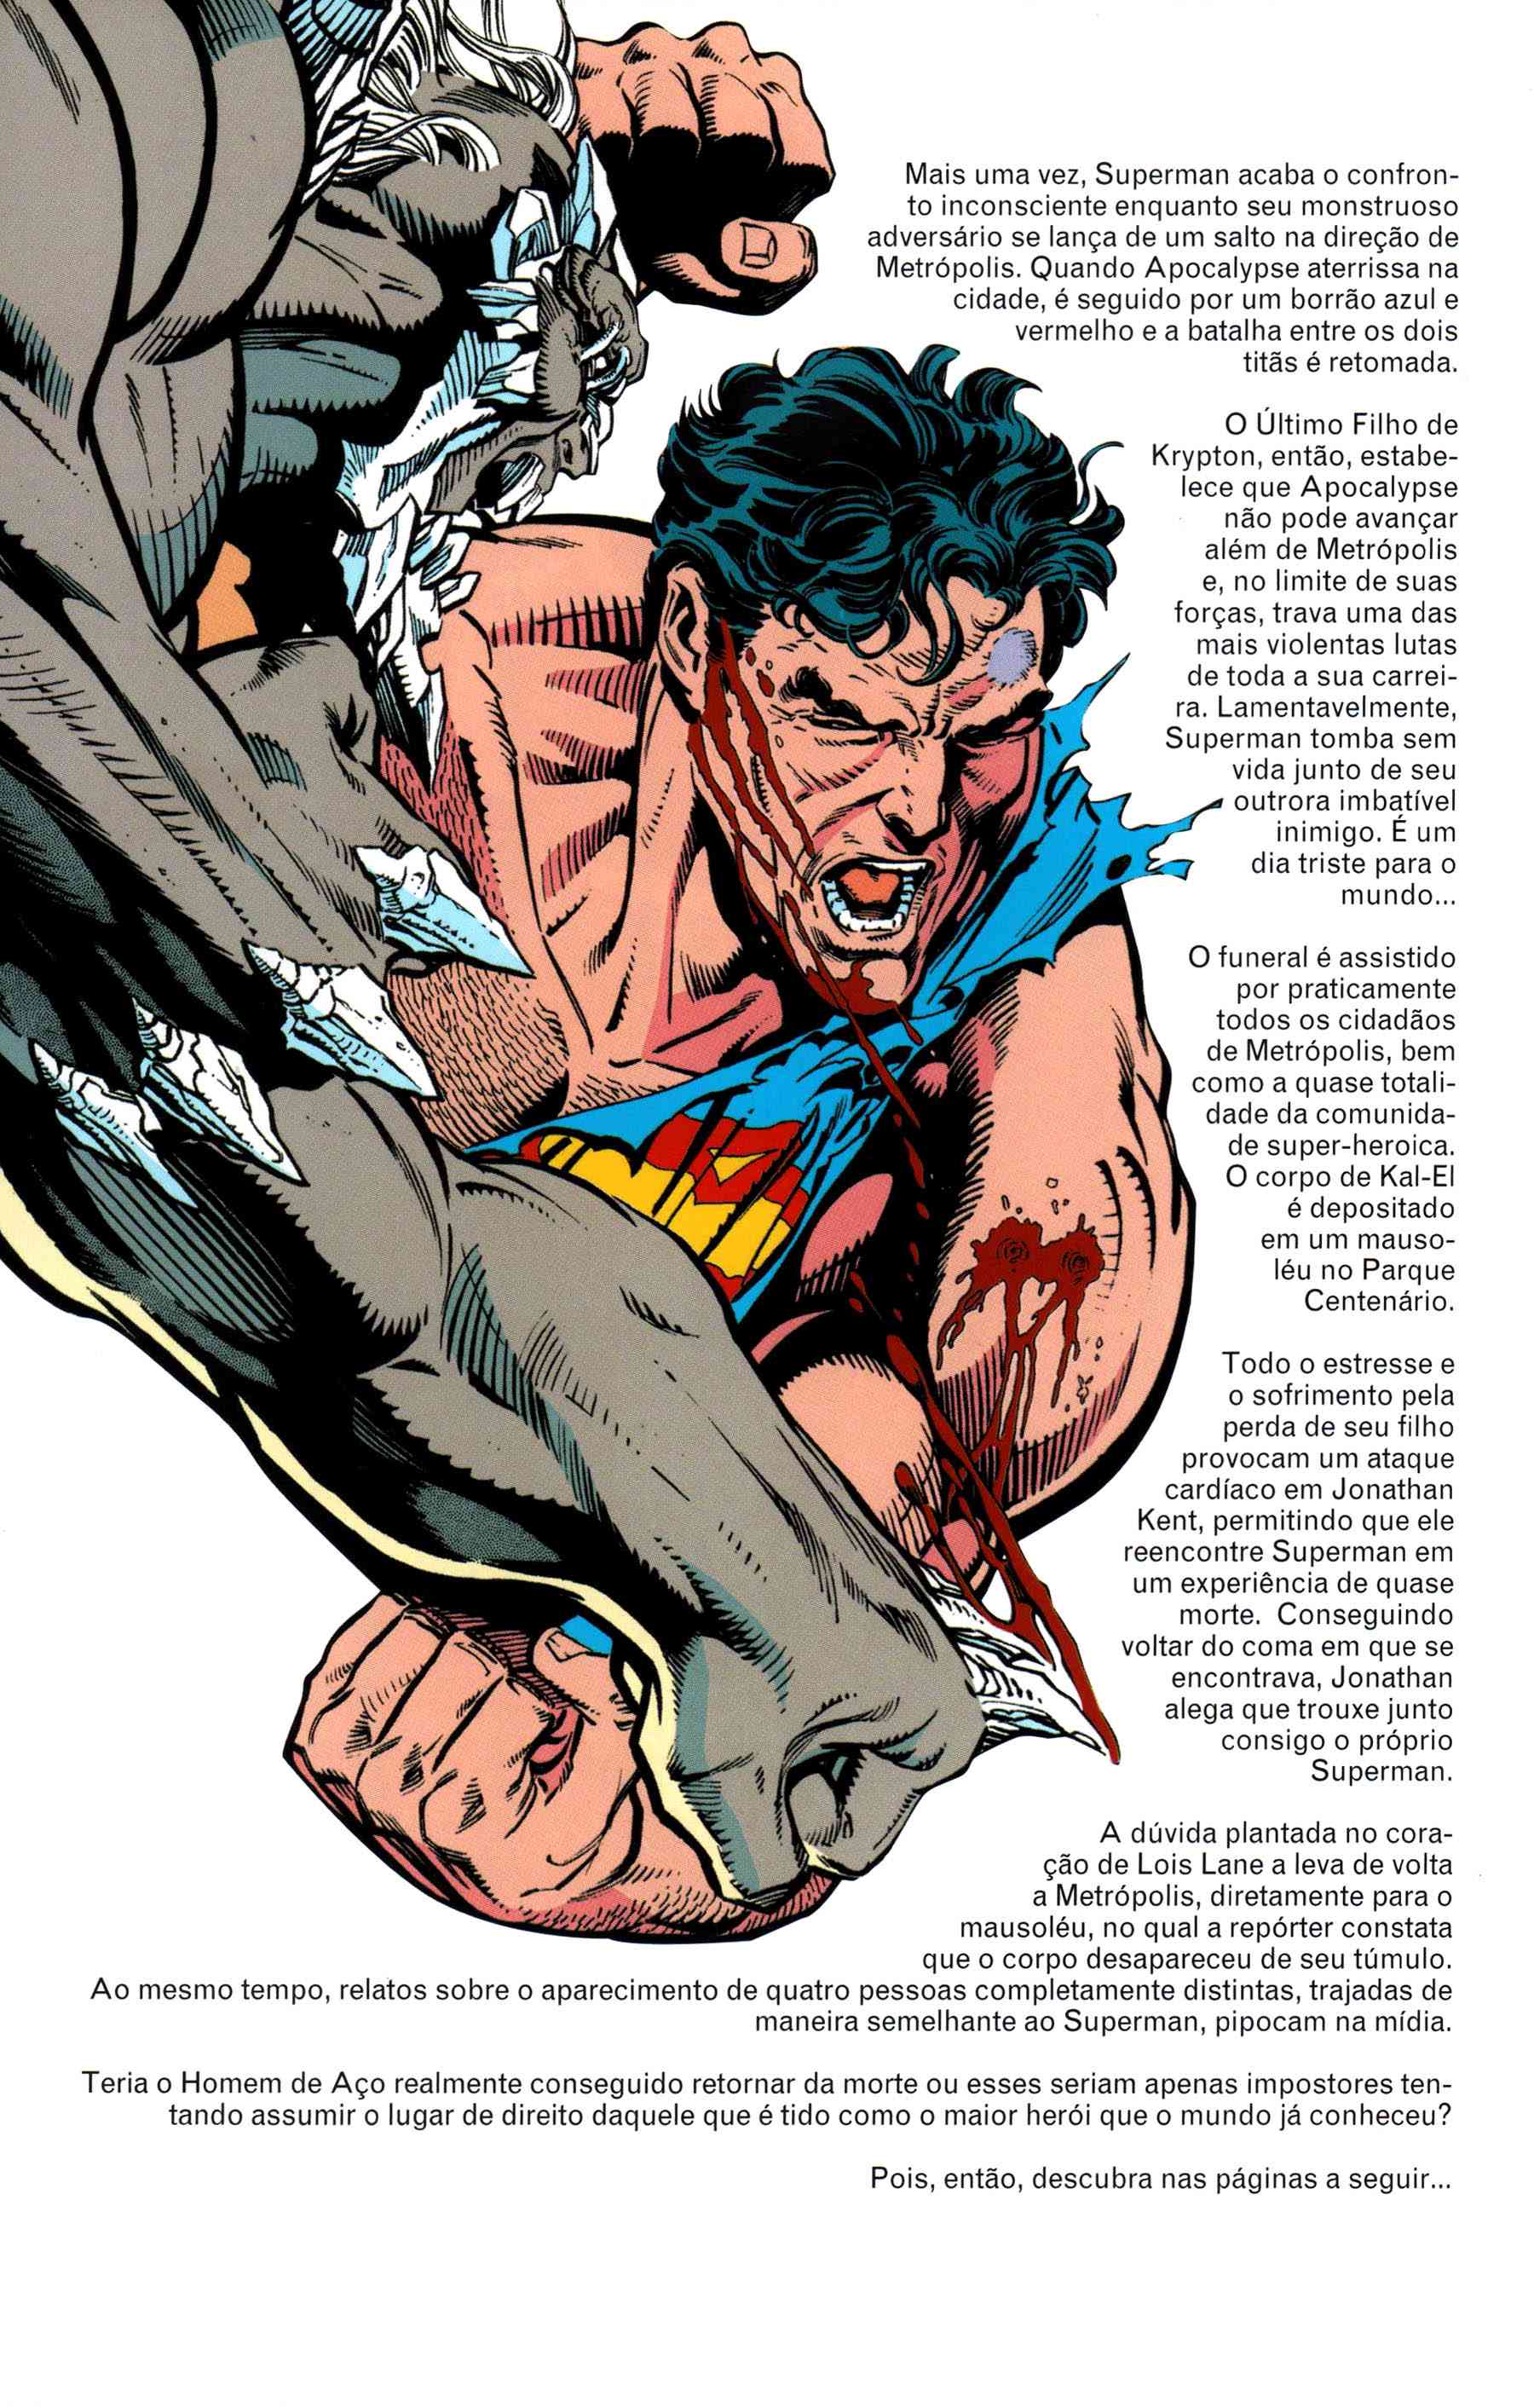 Mais uma vez, Superman acaba o confron-
to inconsciente enquanto seu monstruoso
adversário se lança de um salto na direção de
Metrópolis. Quando Apocalypse aterrissa na
cidade, é seguido por um borrão azul e
vermelho e a batalha entre os dois
titãs é retomada.
O Último Filho de
Krypton, então, estabe-
lece que Apocalypse
não pode avançar
além de Metrópolis
e, no limite de suas
forças, trava uma das
mais violentas lutas
de toda a sua carrei-
ra. Lamentavelmente,
Superman tomba sem
vida junto de seu
outrora imbatível
inimigo. É um
dia triste para o
mundo...
O funeral é assistido
por praticamente
todos os cidadãos
de Metrópolis, bem
como a quase totali-
dade da comunida-
de super-heroica.
O corpo de Kal-El
é depositado
em um mauso-
léu no Parque
Centenário.
Todo o estresse e
o sofrimento pela
perda de seu filho
provocam um ataque
cardíaco em Jonathan
Kent, permitindo que ele
reencontre Superman em
um experiência de quase
morte. Conseguindo
voltar do coma em que se
encontrava, Jonathan
alega que trouxe junto
consigo o próprio
Superman.
A dúvida plantada no cora-
ção de Lois Lane a leva de volta
a Metrópolis, diretamente para o
mausoléu, no qual a repórter constata
que o corpo desapareceu de seu túmulo.
Ao mesmo tempo, relatos sobre o aparecimento de quatro pessoas completamente distintas, trajadas de
maneira semelhante ao Superman, pipocam na mídia.
Teria o Homem de Aço realmente conseguido retornar da morte ou esses seriam apenas impostores ten-
tando assumir o lugar de direito daquele que é tido como o maior herói que o mundo já conheceu?
Pois, então, descubra nas páginas a seguir...